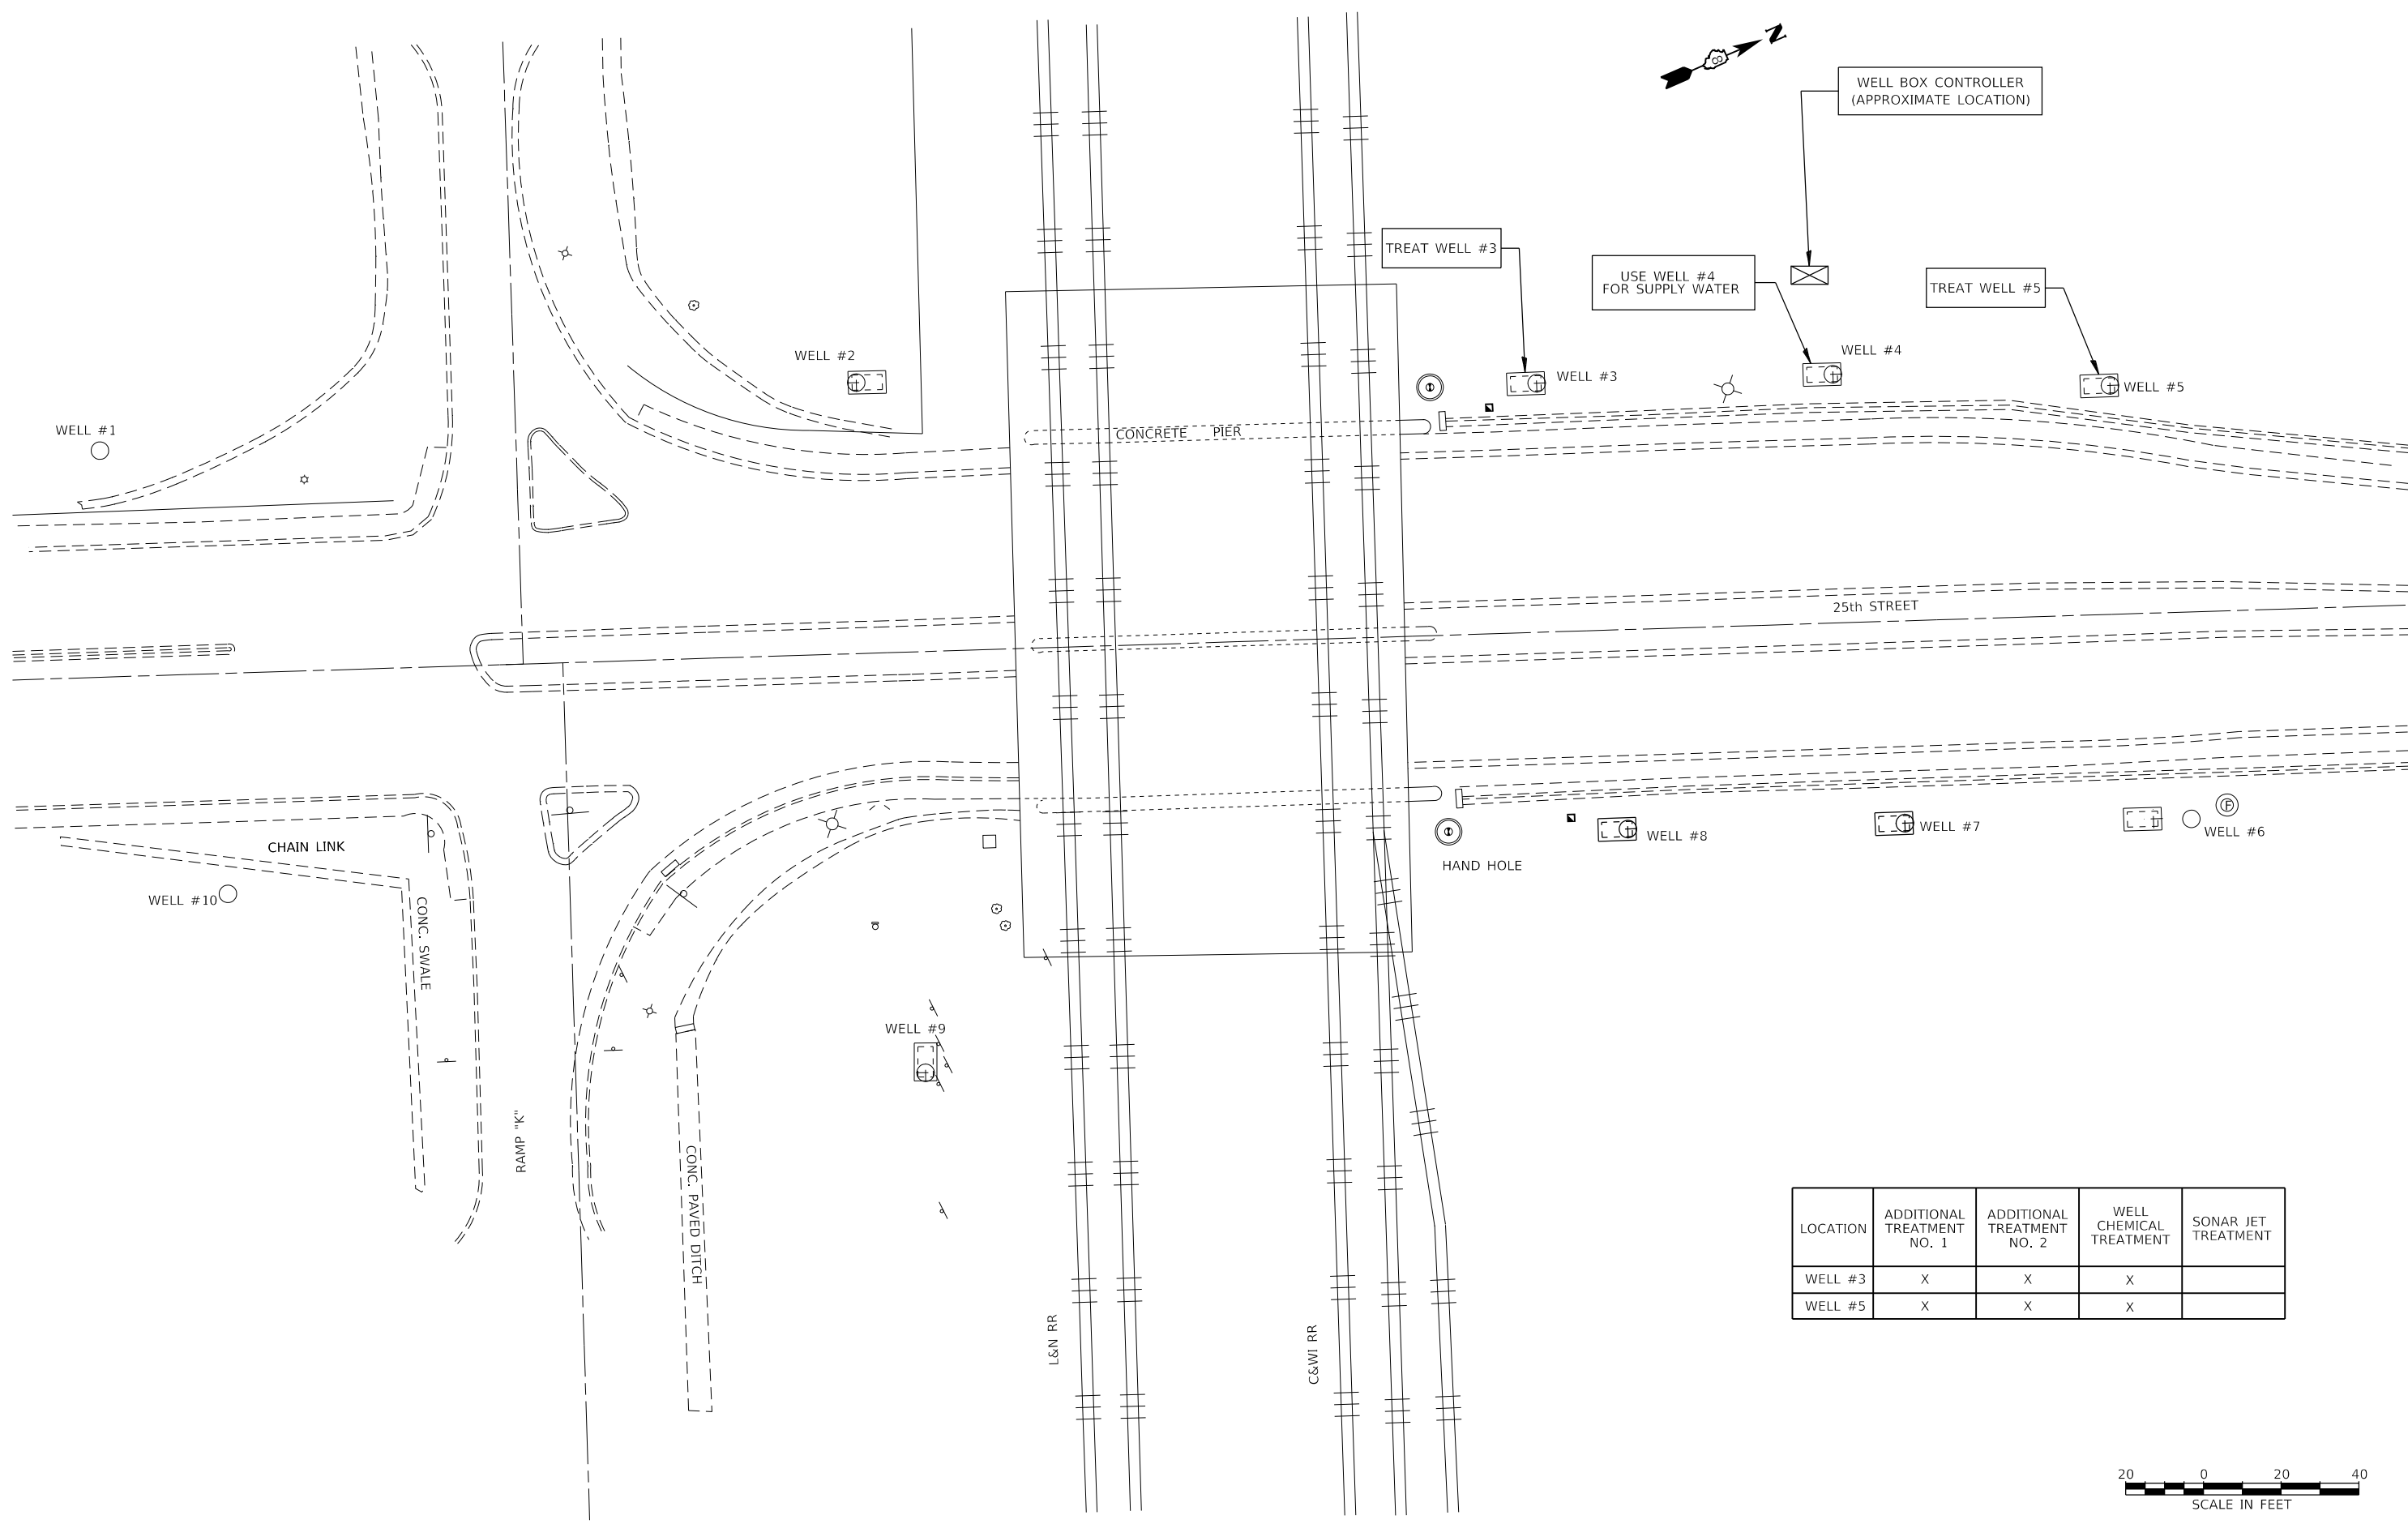 N
8
WELL BOX CONTROLLER
(APPROXIMATE LOCATION)
TREAT WELL #3
USE WELL #4
FOR SUPPLY WATER
TREAT WELL #5
WELL #2
WELL #3
WELL #4
WELL #5
WELL #1
CONCRETE PIER
25th STREET
CHAIN LINK
WELL #10
CONC. SWALE
HAND HOLE
WELL #8
WELL #7
F
WELL #6
WELL #9
RAMP "K"
CONC. PAVED DITCH
L&N RR
C&WI RR
LOCATION
ADDITIONAL
TREATMENT
NO. 1
ADDITIONAL
TREATMENT
NO. 2
WELL
CHEMICAL
TREATMENT
SONAR JET
TREATMENT
WELL #3 X X X
WELL #5 X X X
20 0 20 40
SCALE IN FEET